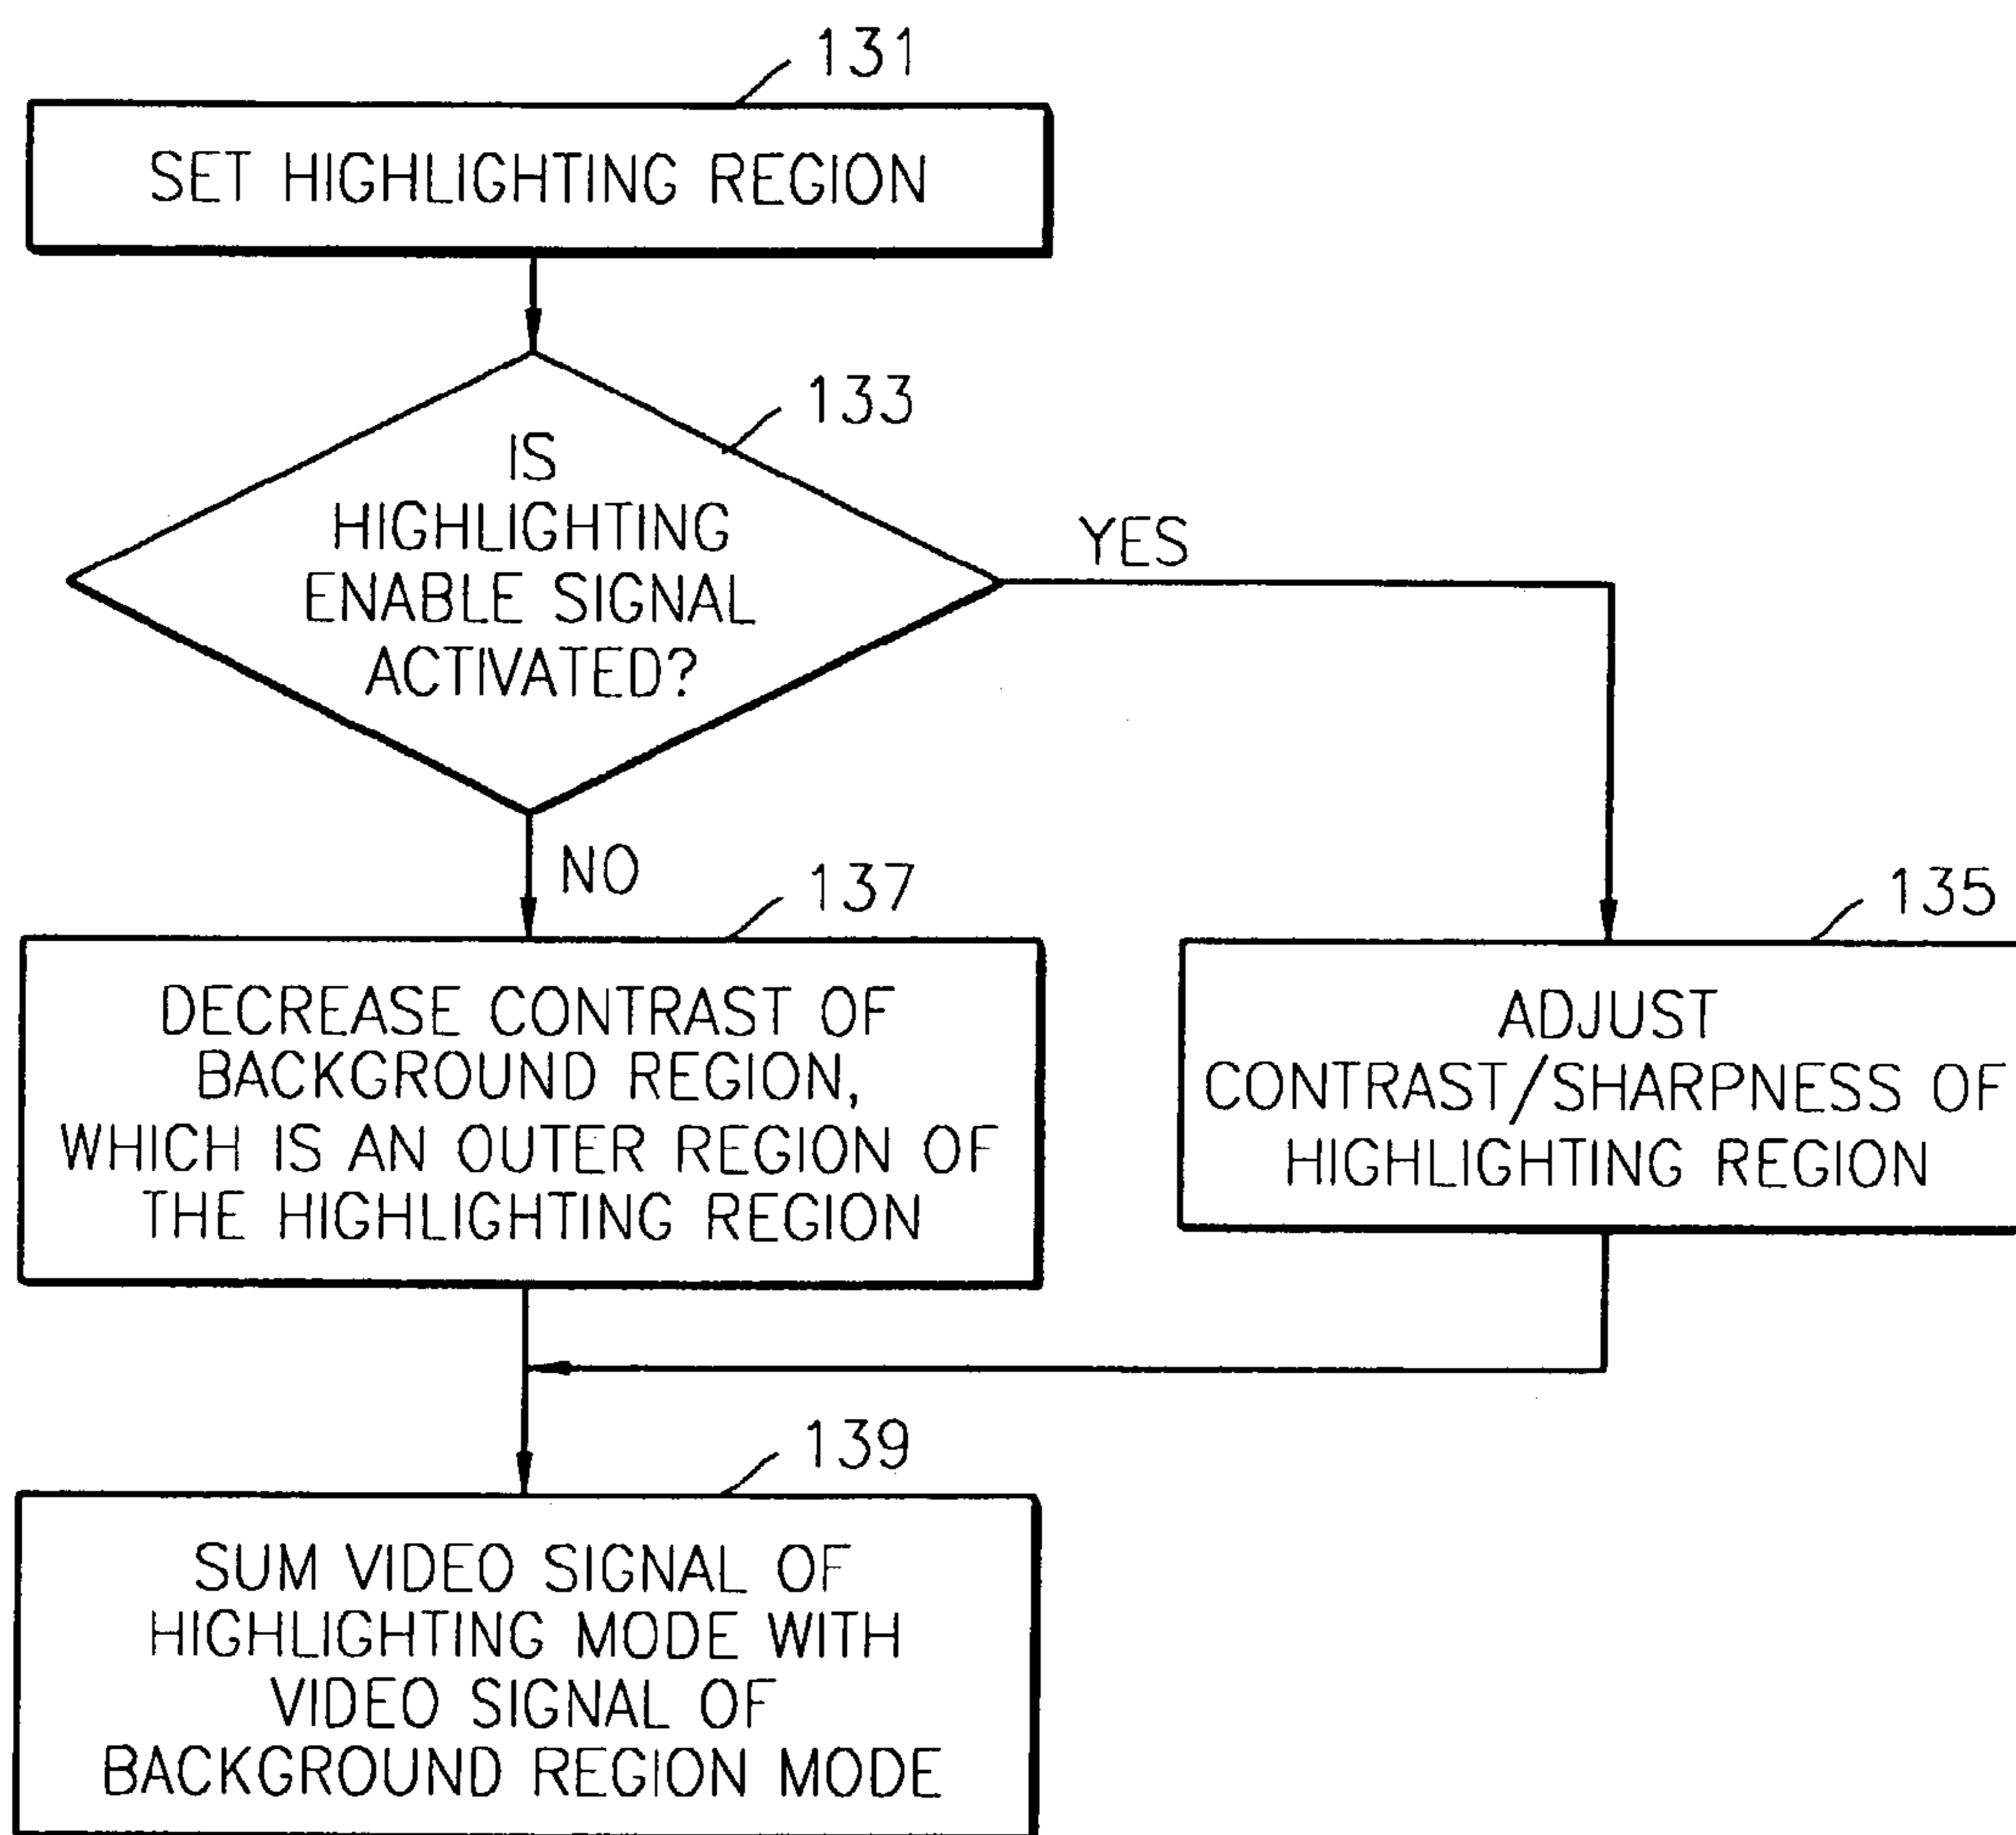 131
SET HIGHLIGHTING REGION
133
IS
HIGHLIGHTING
ENABLE SIGNAL
ACTIVATED?
YES
NO
137
DECREASE CONTRAST OF
BACKGROUND REGION,
WHICH IS AN OUTER REGION OF
THE HIGHLIGHTING REGION
135
ADJUST
CONTRAST/SHARPNESS OF
HIGHLIGHTING REGION
139
SUM VIDEO SIGNAL OF
HIGHLIGHTING MODE WITH
VIDEO SIGNAL OF
BACKGROUND REGION MODE